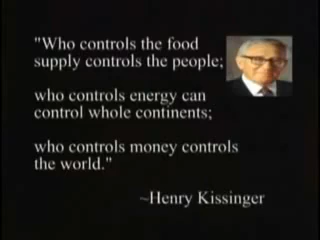 "Who controls the food
supply controls the people;
who controls energy can
control whole continents;
who controls money controls
the world."
~Henry Kissinger